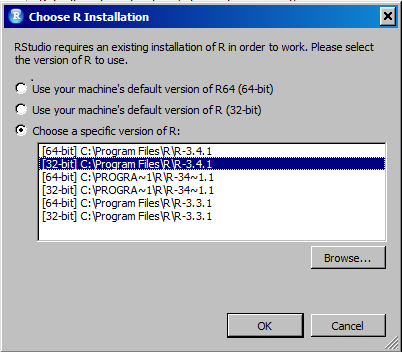 R Choose R Installation
RStudio requires an existing installation of R in order to work. Please select
the version of R to use.
Use your machine's default version of R64 (64-bit)
Use your machine's default version of R (32-bit)
Choose a specific version of R:
[64-bit] C:\Program Files\R\R-3.4.1
[32-bit] C:\Program Files\R\R-3.4.1
[64-bit] C:\PROGRA~1\R\R-34~1.1
[32-bit] C:\PROGRA~1\R\R-34~1.1
[64-bit] C:\Program Files\R\R-3.3.1
[32-bit] C:\Program Files\R\R-3.3.1
Browse...
OK Cancel